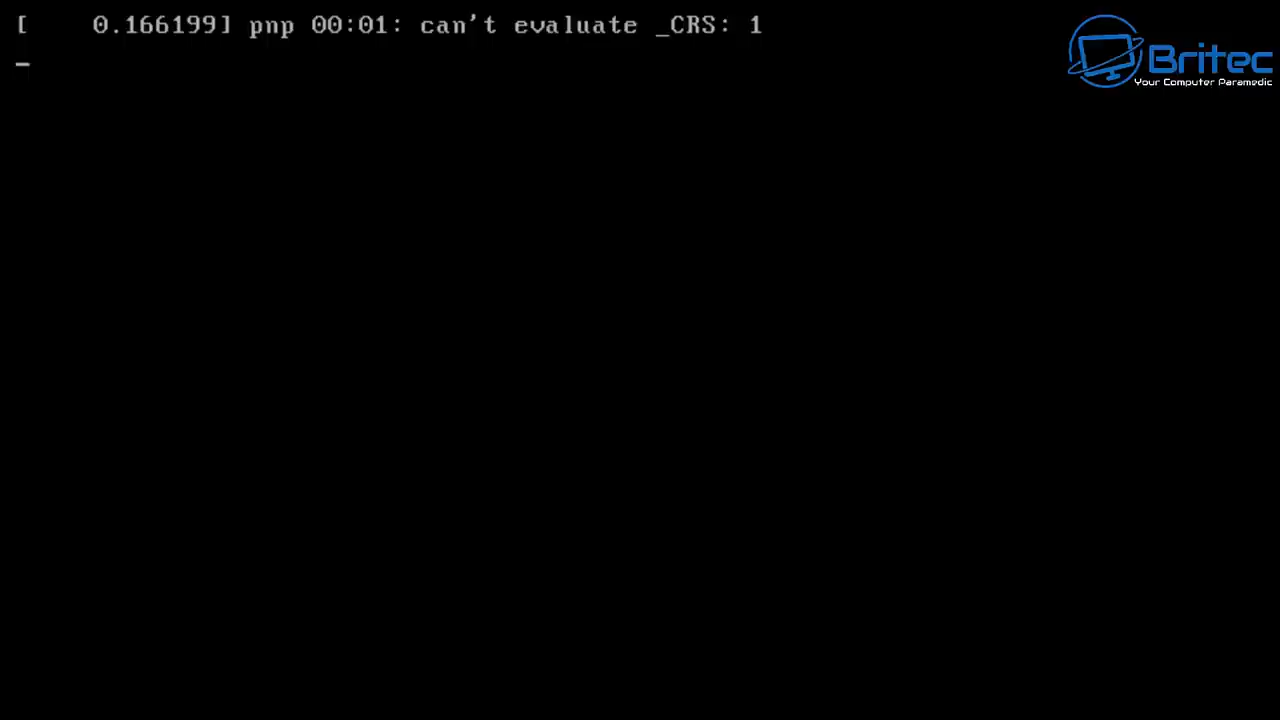 [    0.166199] pnp 00:01: can't evaluate _CRS: 1
Britec
Your Computer Paramedic